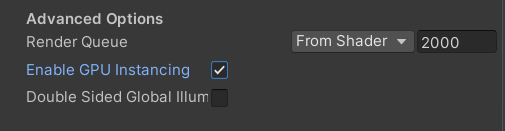 Advanced Options
Render Queue From Shader 2000
Enable GPU Instancing
Double Sided Global Illum